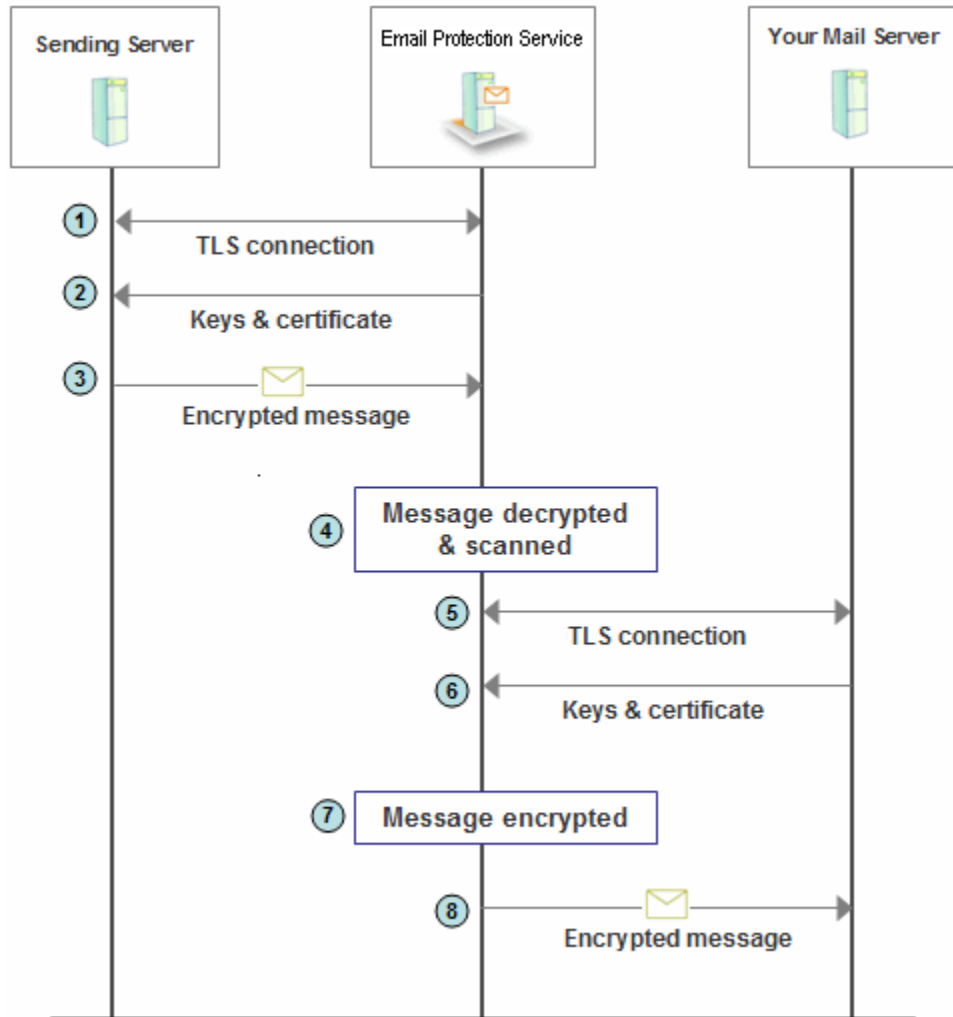 Sending Server
Email Protection Service
Your Mail Server
1
TLS connection
2
Keys & certificate
3
Encrypted message
4
Message decrypted
& scanned
5
TLS connection
6
Keys & certificate
7
Message encrypted
8
Encrypted message